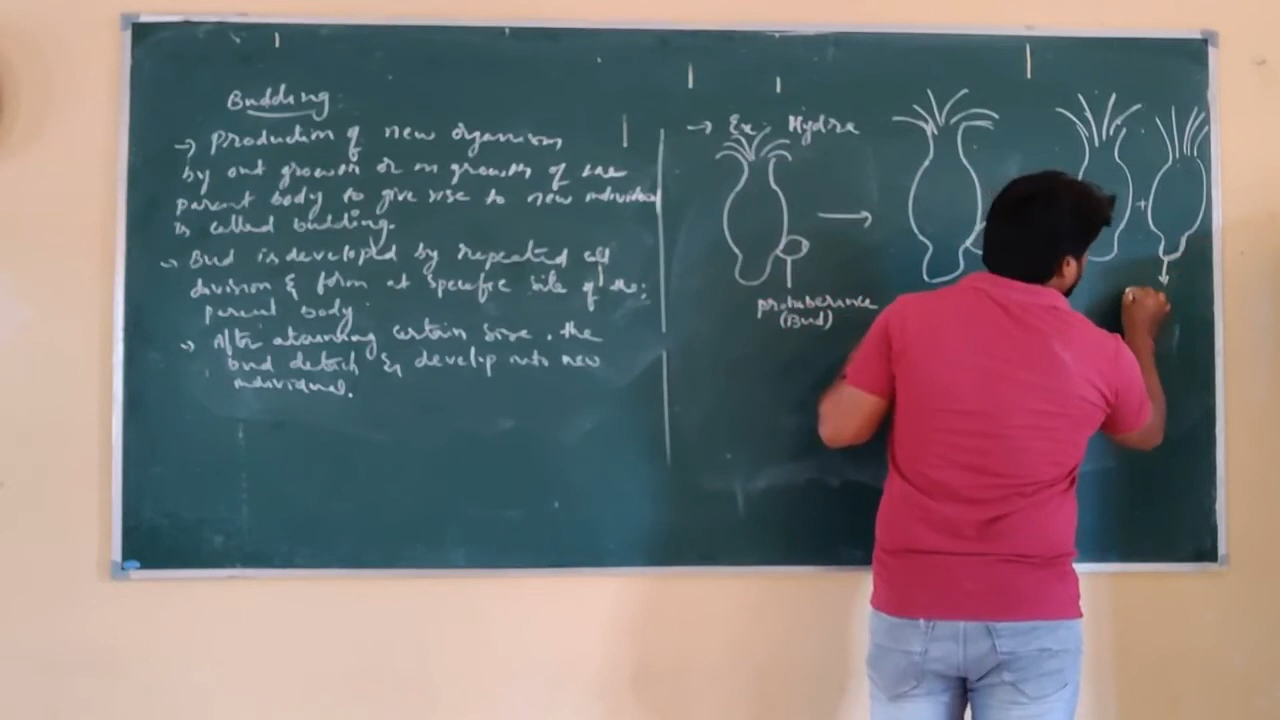 Budding:
→ Production of new organism
by out growth or in growth of the
parent body to give rise to new individual
is called budding.
→ Bud is developed by repeated cell
division & form at specific site of the
parent body.
→ After attaining certain size, the
bud detach & develop into new
individual.
→ Ex: Hydra
+
protuberance
(Bud)